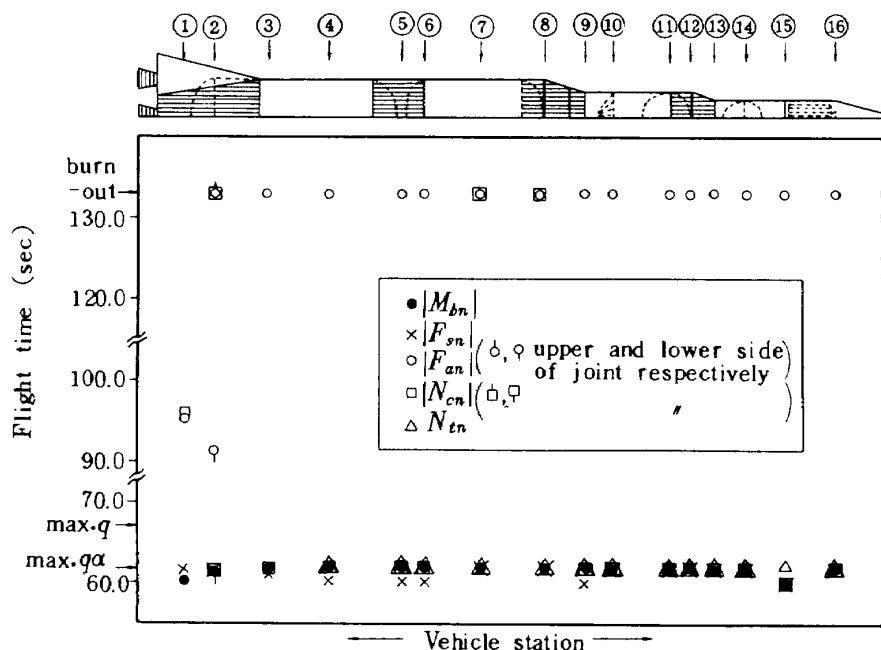 ① ② ③ ④ ⑤ ⑥ ⑦ ⑧ ⑨ ⑩ ⑪ ⑫ ⑬ ⑭ ⑮ ⑯
burn
-out
130.0
120.0
100.0
90.0
70.0
max.q
max.qα
60.0
Flight time (sec)
|M_bn|
|F_sn|
|F_an| ( , upper and lower side
of joint respectively )
|N_cn| ( , 〃 )
N_tn
Vehicle station